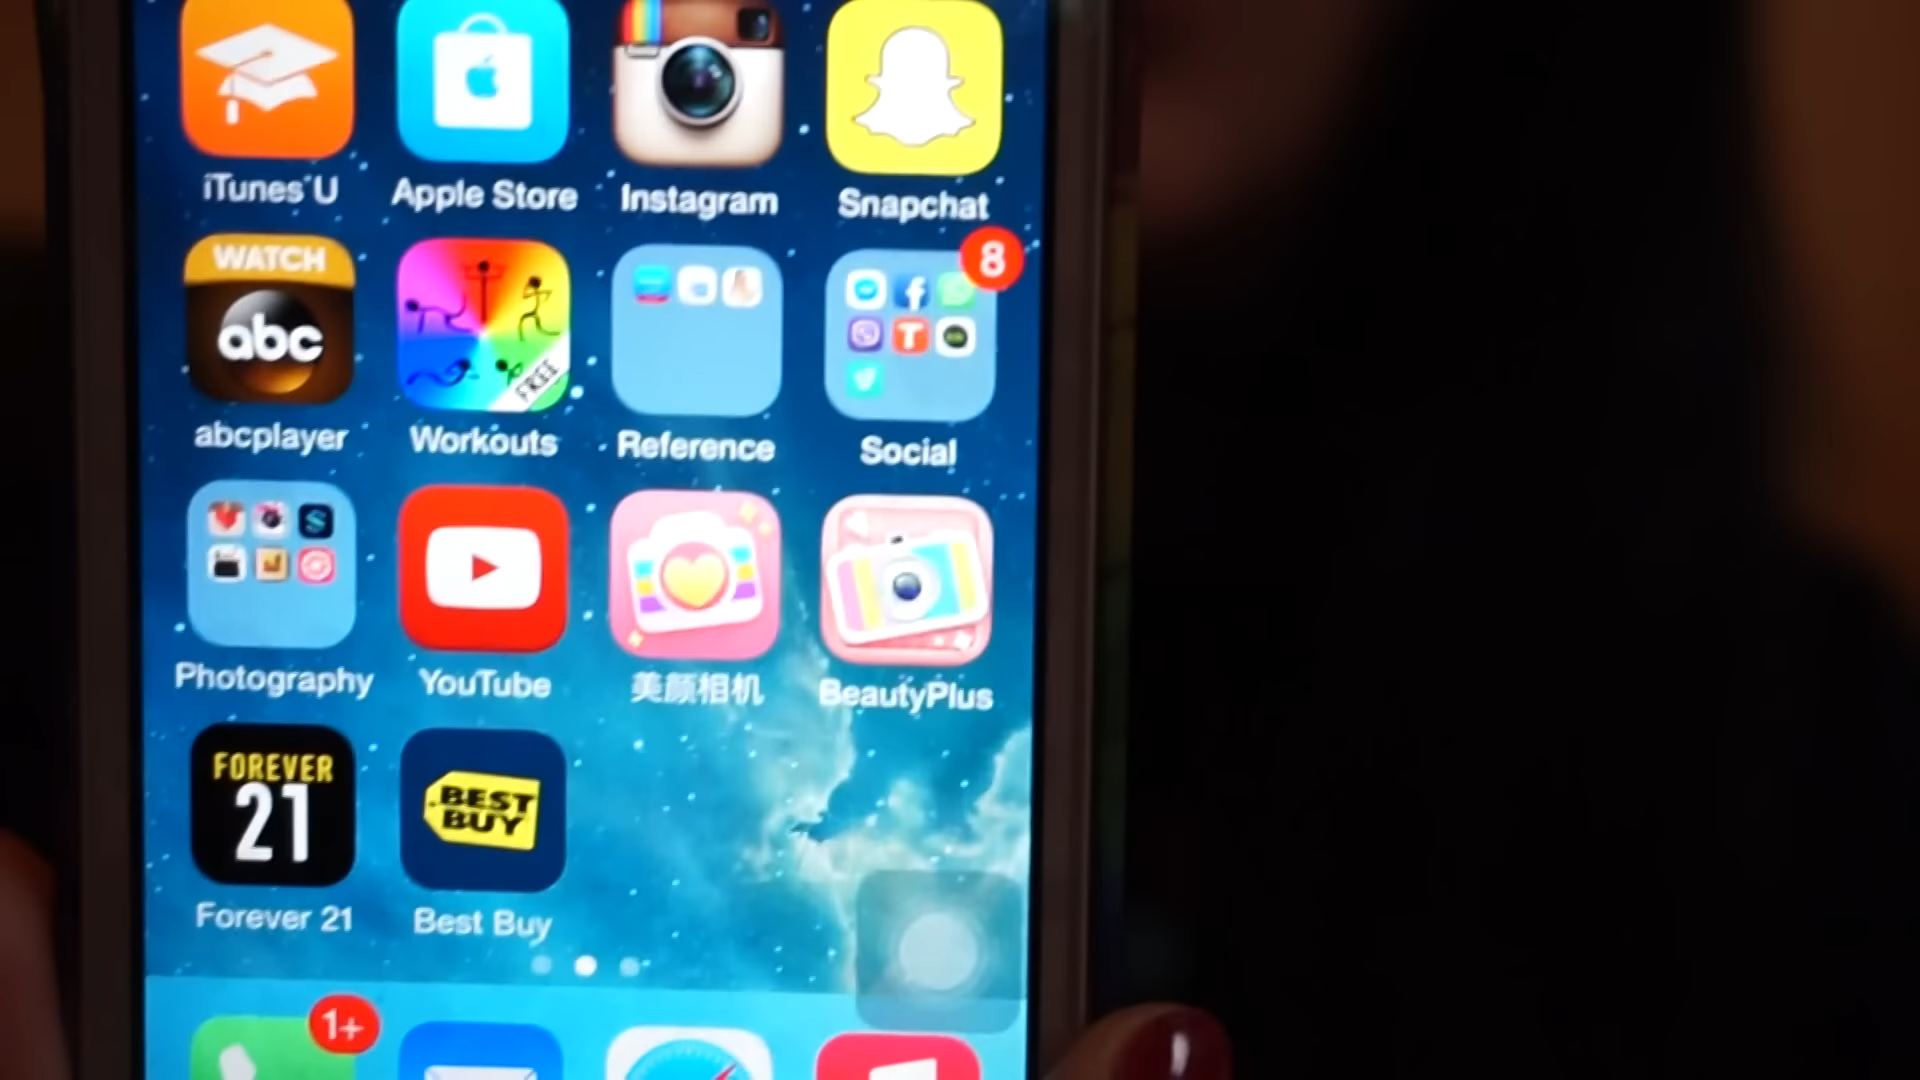 iTunes U
Apple Store
Instagram
Snapchat
WATCH
abc
abcplayer
FREE
Workouts
Reference
8
Social
Photography
YouTube
美颜相机
BeautyPlus
FOREVER
21
Forever 21
BEST
BUY
Best Buy
1+